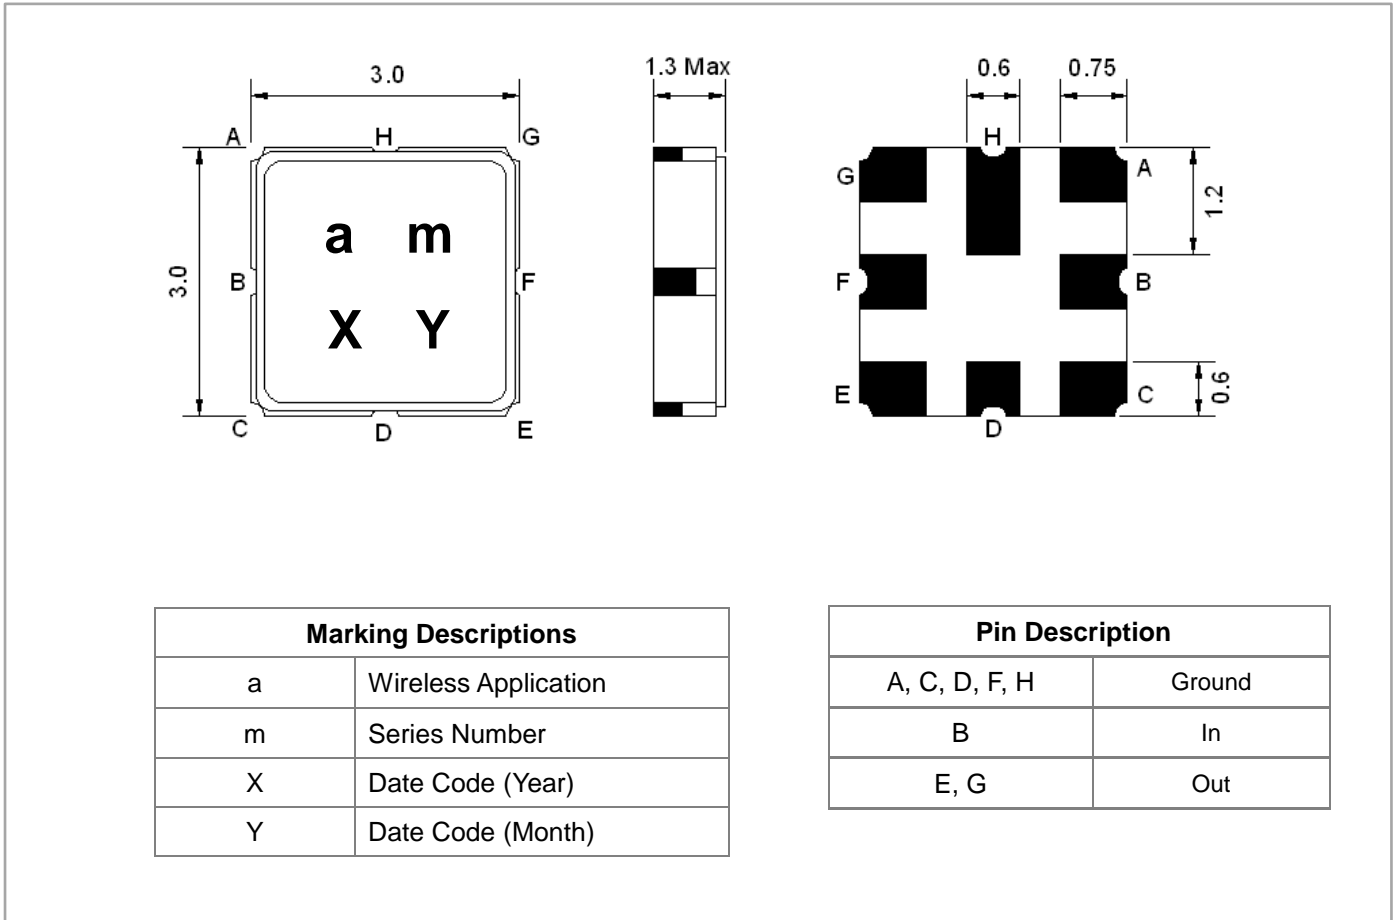 3.0
1.3 Max
0.6
0.75
A
H
G
H
G
A
a m
1.2
3.0
B
F
F
B
X Y
E
C
0.6
C
D
E
D
Marking Descriptions
a Wireless Application
m Series Number
X Date Code (Year)
Y Date Code (Month)
Pin Description
A, C, D, F, H Ground
B In
E, G Out